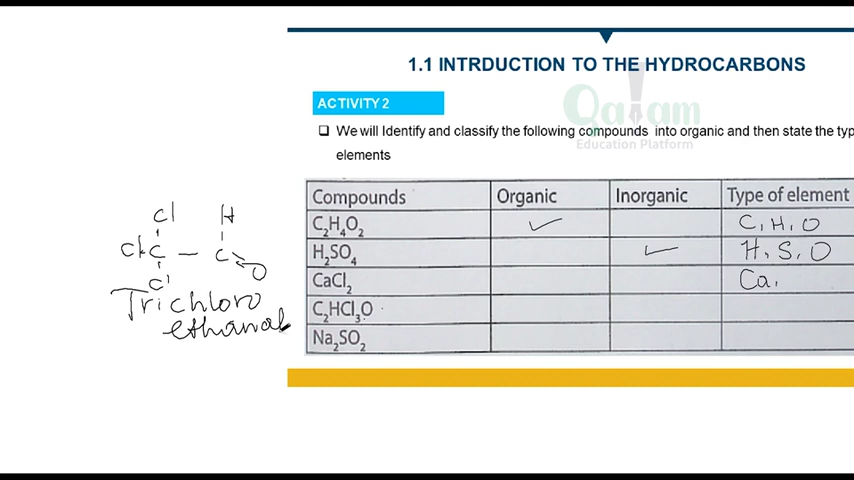 1.1 INTRDUCTION TO THE HYDROCARBONS
Qalam
Education Platform
ACTIVITY 2
❑ We will Identify and classify the following compounds into organic and then state the typ
elements
Compounds Organic Inorganic Type of element
C₂H₄O₂ ✓ C, H, O
H₂SO₄ ✓ H, S, O
CaCl₂ Ca,
C₂HCl₃O
Na₂SO₂
Cl H
Cl C — C
Cl O
Trichloro
ethanal